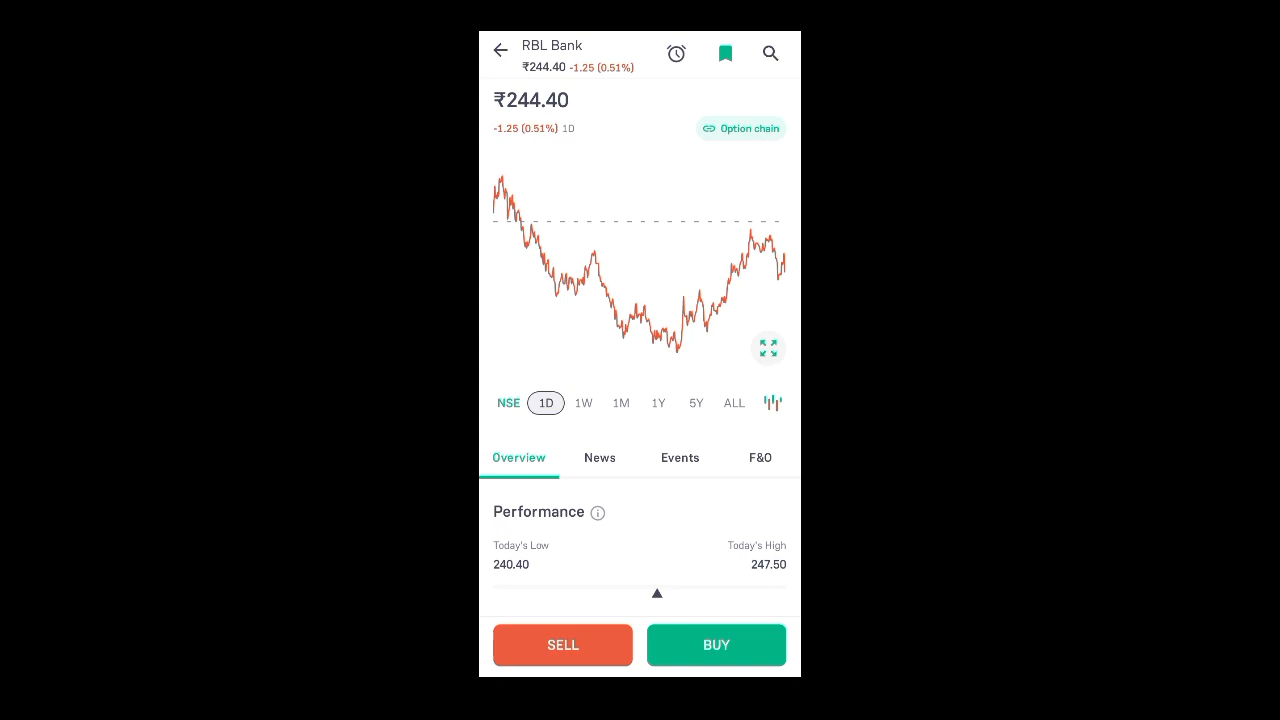 RBL Bank
₹244.40 -1.25 (0.51%)
₹244.40
-1.25 (0.51%) 1D
Option chain
NSE 1D 1W 1M 1Y 5Y ALL
Overview News Events F&O
Performance
Today's Low Today's High
240.40 247.50
SELL BUY